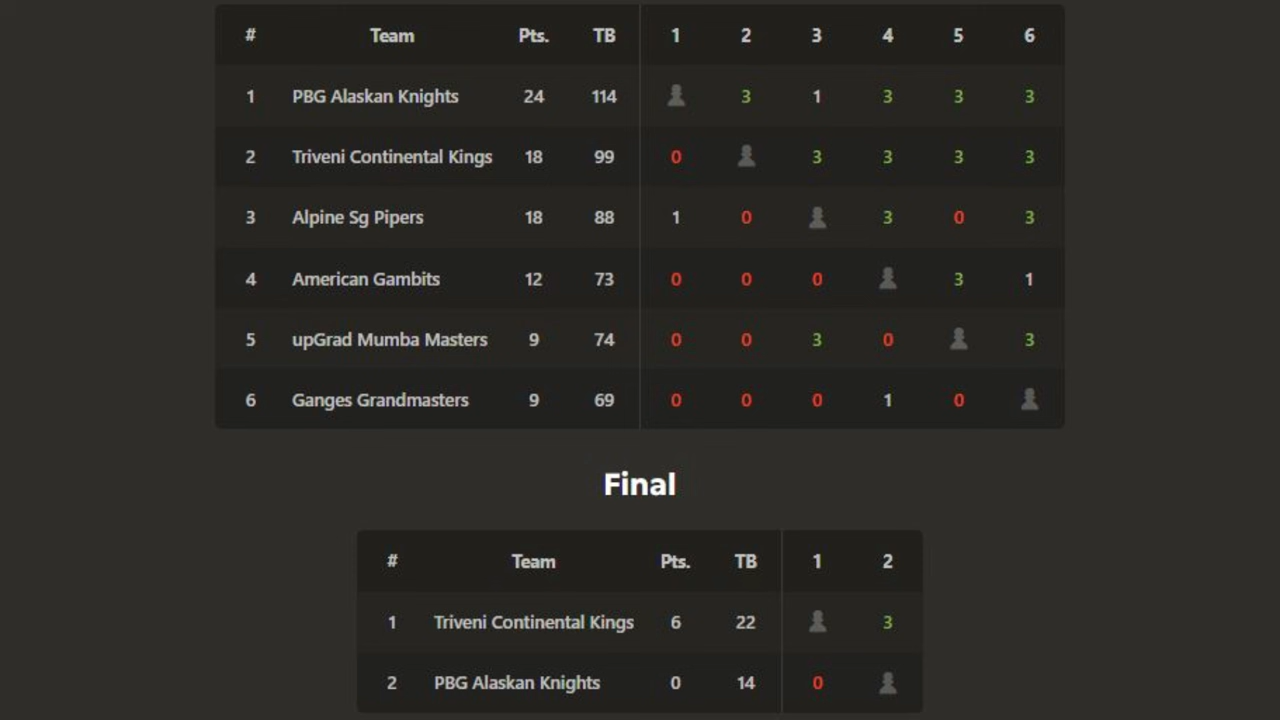 # Team Pts. TB 1 2 3 4 5 6
1 PBG Alaskan Knights 24 114 3 1 3 3 3
2 Triveni Continental Kings 18 99 0 3 3 3 3
3 Alpine Sg Pipers 18 88 1 0 3 0 3
4 American Gambits 12 73 0 0 0 3 1
5 upGrad Mumba Masters 9 74 0 0 3 0 3
6 Ganges Grandmasters 9 69 0 0 0 1 0
Final
# Team Pts. TB 1 2
1 Triveni Continental Kings 6 22 3
2 PBG Alaskan Knights 0 14 0